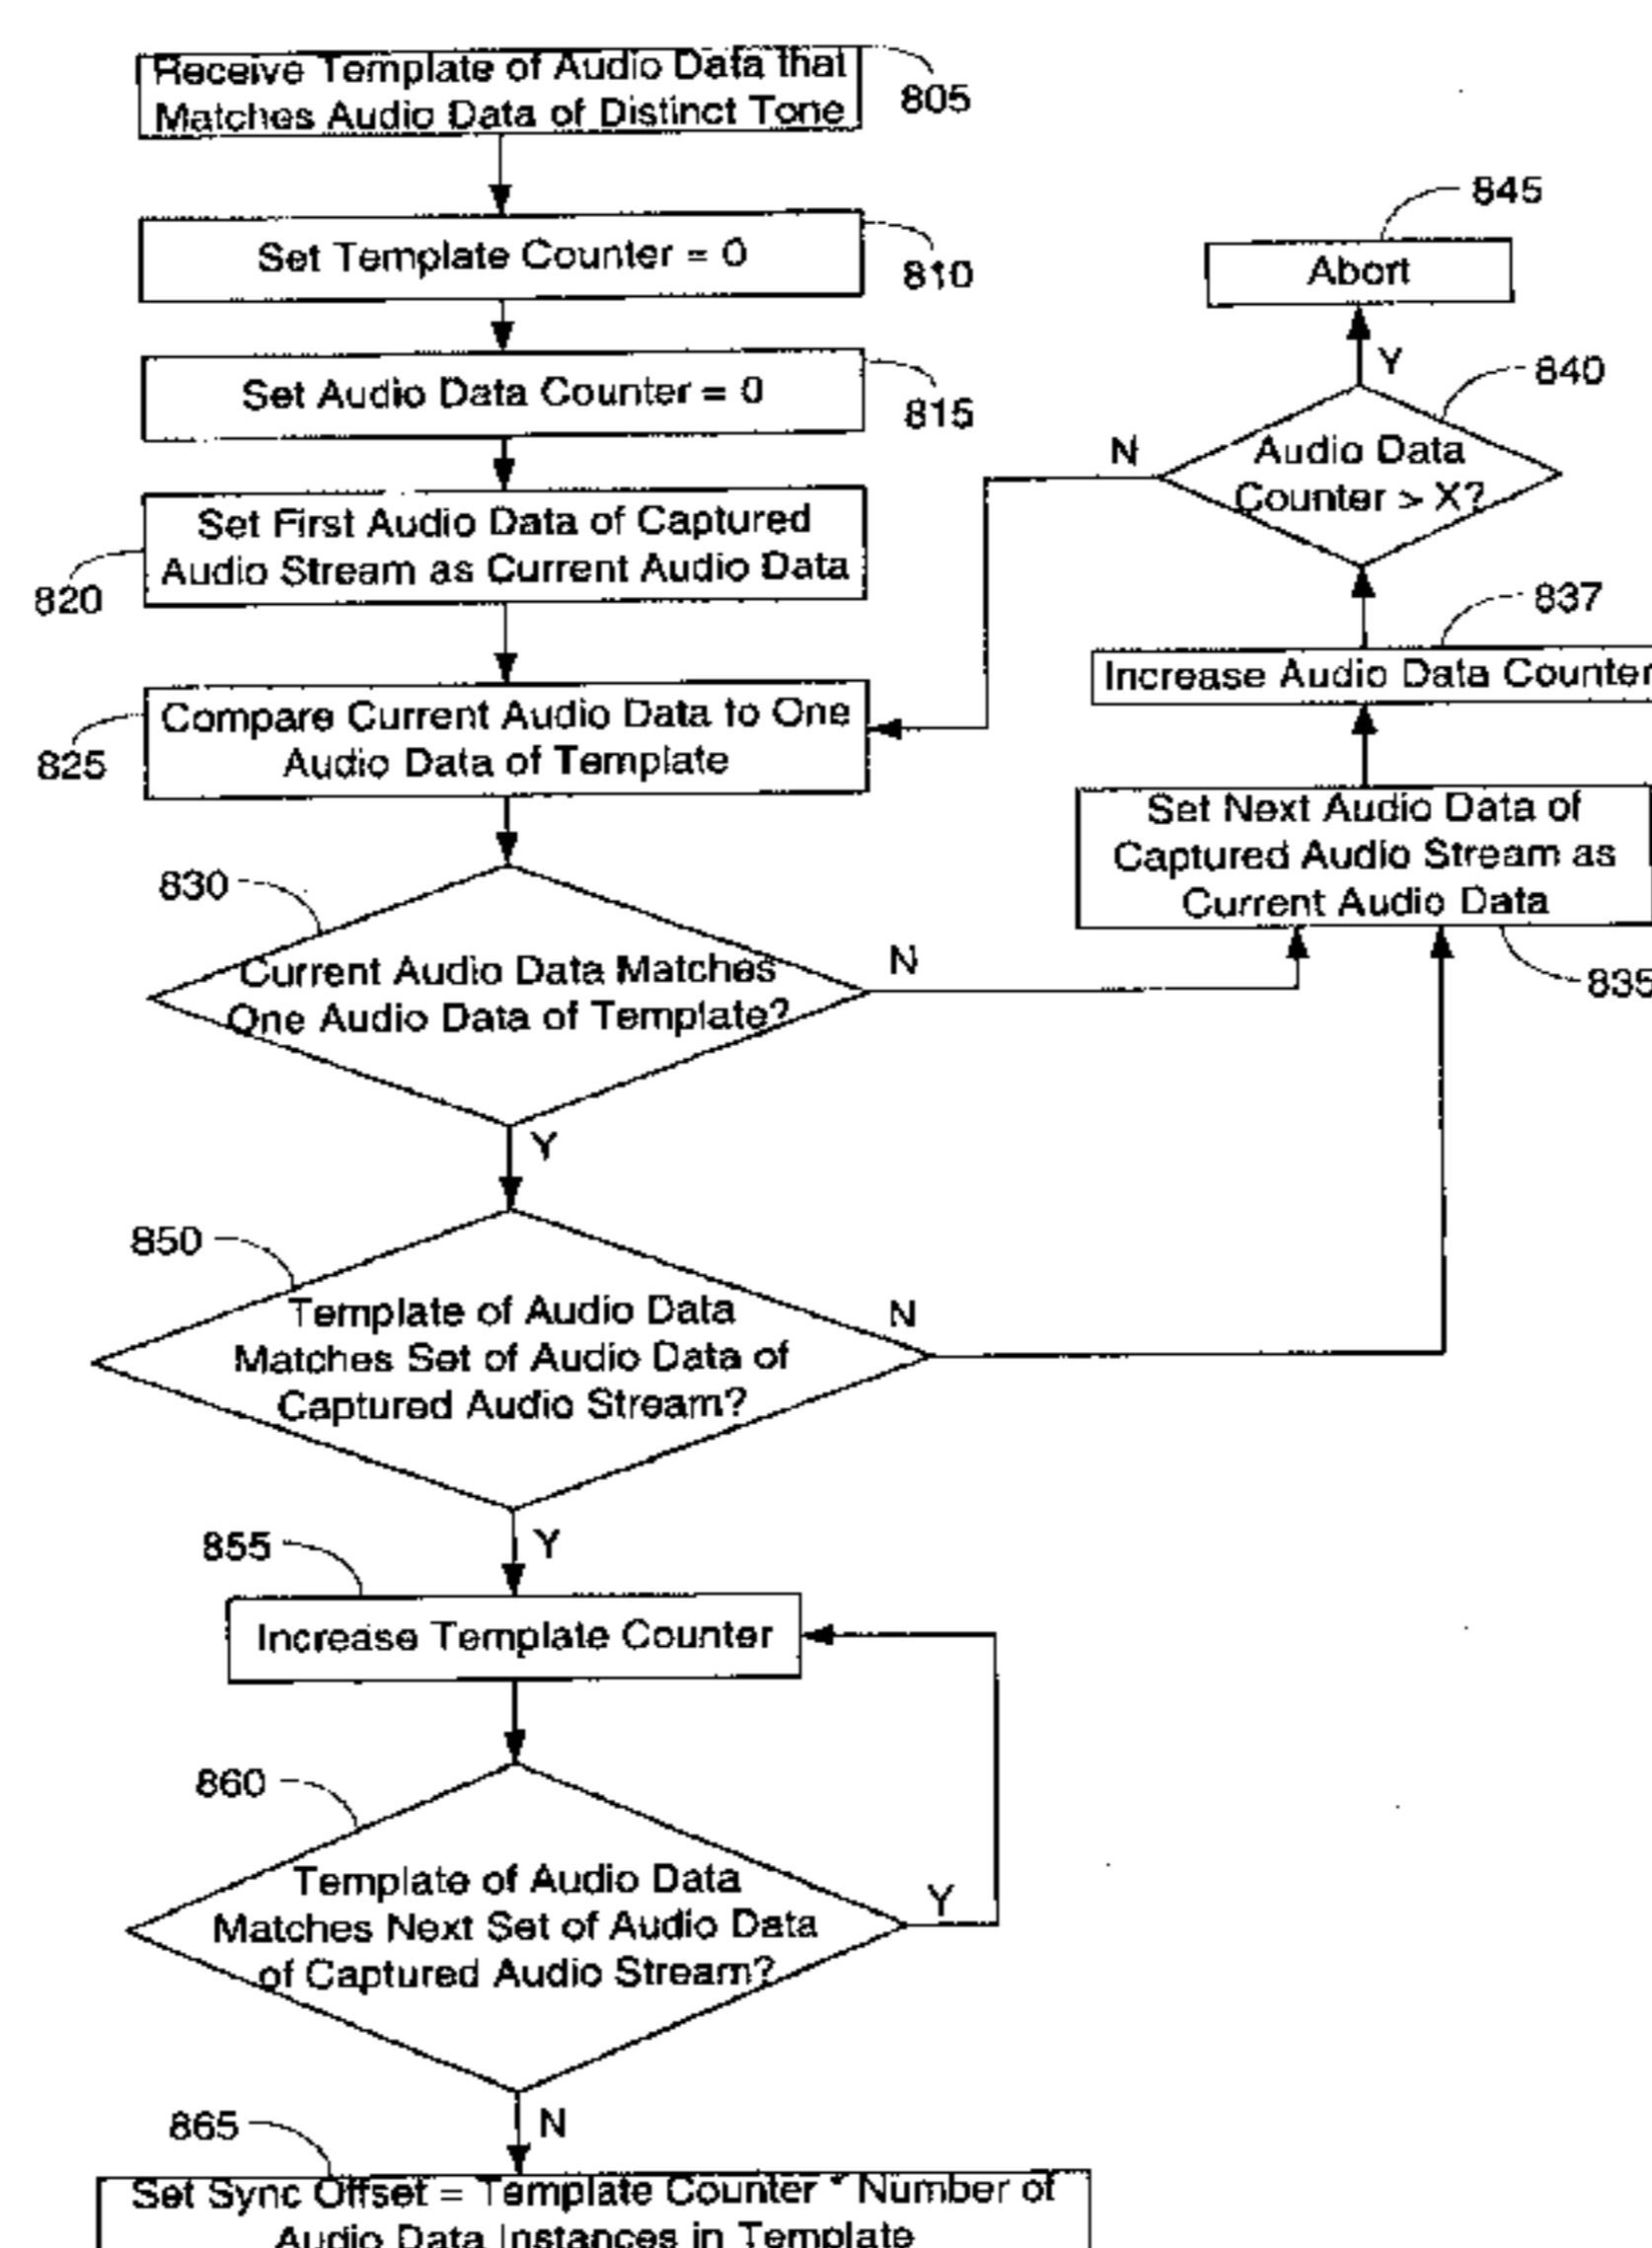 Receive Template of Audio Data that
Matches Audio Data of Distinct Tone
805
Set Template Counter = 0
810
Set Audio Data Counter = 0
815
Set First Audio Data of Captured
Audio Stream as Current Audio Data
820
Compare Current Audio Data to One
Audio Data of Template
825
830
Current Audio Data Matches
One Audio Data of Template?
N
Y
845
Abort
Y
840
N
Audio Data
Counter > X?
837
Increase Audio Data Counter
Set Next Audio Data of
Captured Audio Stream as
Current Audio Data
835
850
Template of Audio Data
Matches Set of Audio Data of
Captured Audio Stream?
N
Y
855
Increase Template Counter
860
Template of Audio Data
Matches Next Set of Audio Data
of Captured Audio Stream?
Y
N
865
Set Sync Offset = Template Counter * Number of
Audio Data Instances in Template